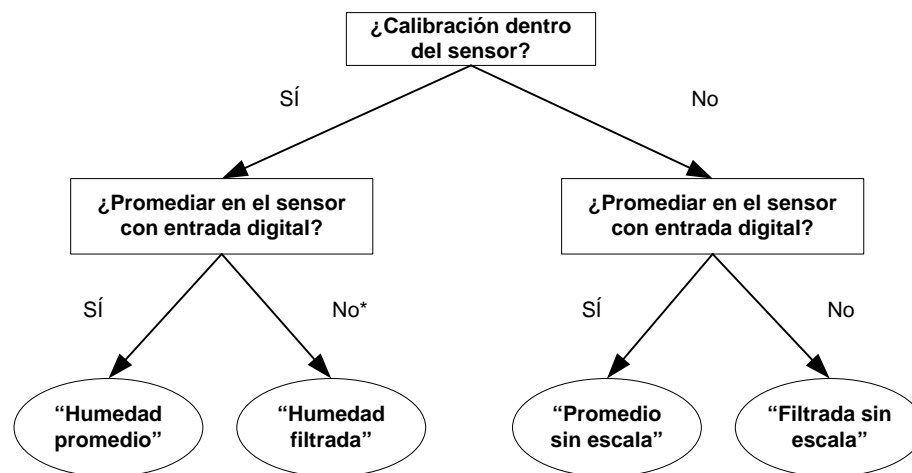 ¿Calibración dentro
del sensor?
SÍ
No
¿Promediar en el sensor
con entrada digital?
¿Promediar en el sensor
con entrada digital?
SÍ
No*
SÍ
No
“Humedad
promedio”
“Humedad
filtrada”
“Promedio
sin escala”
“Filtrada sin
escala”